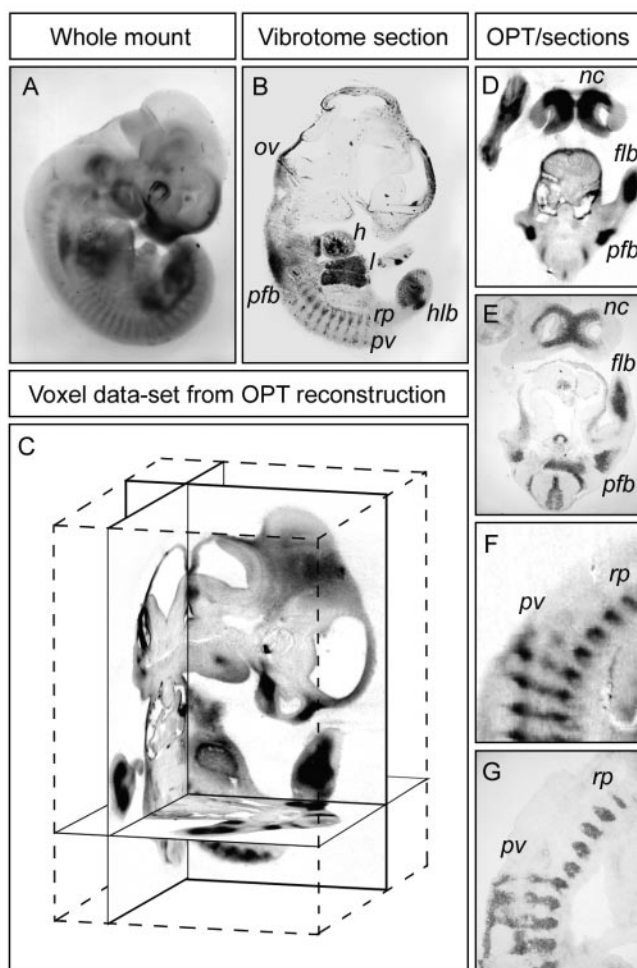 Whole mount
Vibrotome section
OPT/sections
A
B
ov
h
l
pfb
rp
hlb
pv
D
nc
flb
pfb
E
nc
flb
pfb
Voxel data-set from OPT reconstruction
C
F
rp
pv
G
rp
pv